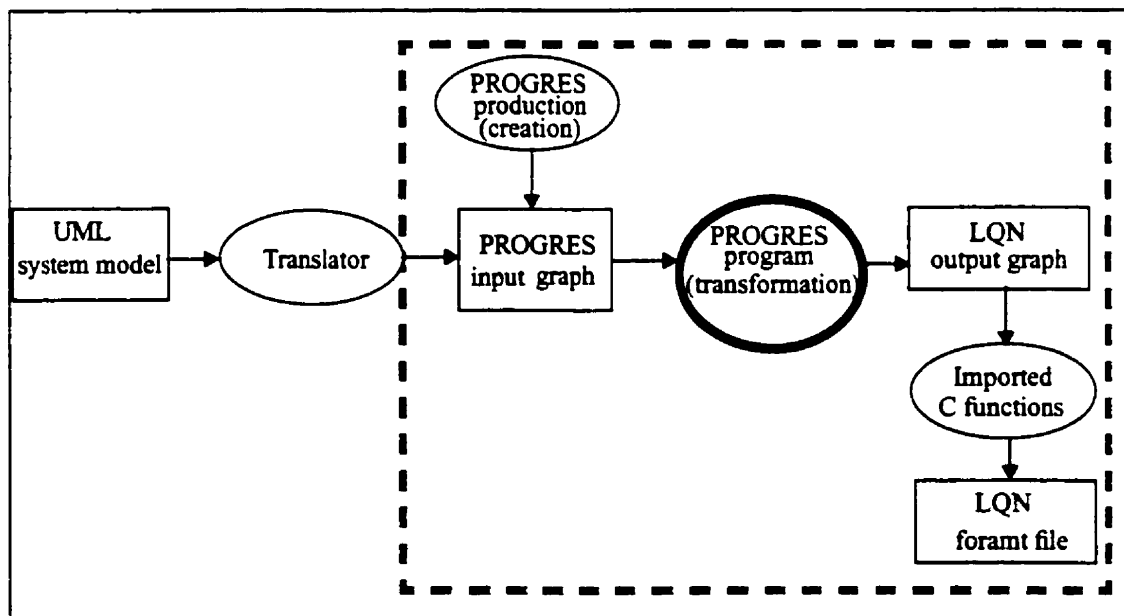 PROGRES
production
(creation)
UML
system model
Translator
PROGRES
input graph
PROGRES
program
(transformation)
LQN
output graph
Imported
C functions
LQN
foramt file